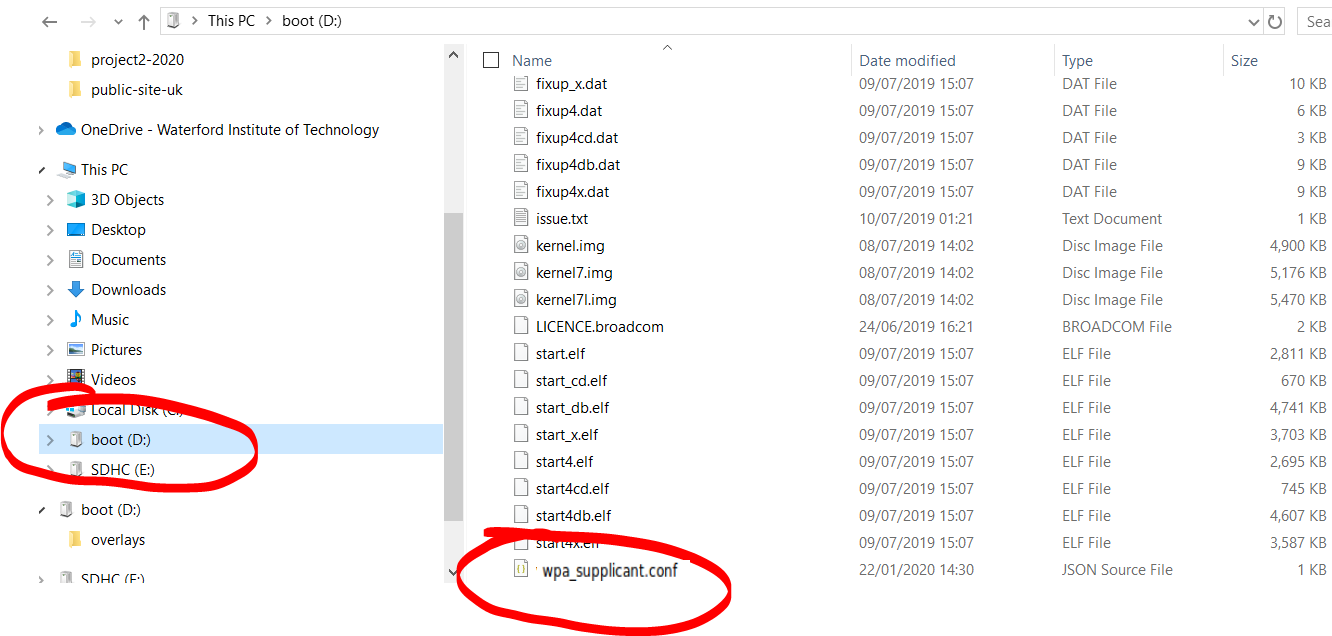 This PC > boot (D:)
Sea
project2-2020
public-site-uk
OneDrive - Waterford Institute of Technology
This PC
3D Objects
Desktop
Documents
Downloads
Music
Pictures
Videos
Local Disk (C:)
boot (D:)
SDHC (E:)
boot (D:)
overlays
SDHC (E:)
Name Date modified Type Size
fixup_x.dat 09/07/2019 15:07 DAT File 10 KB
fixup4.dat 09/07/2019 15:07 DAT File 6 KB
fixup4cd.dat 09/07/2019 15:07 DAT File 3 KB
fixup4db.dat 09/07/2019 15:07 DAT File 9 KB
fixup4x.dat 09/07/2019 15:07 DAT File 9 KB
issue.txt 10/07/2019 01:21 Text Document 1 KB
kernel.img 08/07/2019 14:02 Disc Image File 4,900 KB
kernel7.img 08/07/2019 14:02 Disc Image File 5,176 KB
kernel7l.img 08/07/2019 14:02 Disc Image File 5,470 KB
LICENCE.broadcom 24/06/2019 16:21 BROADCOM File 2 KB
start.elf 09/07/2019 15:07 ELF File 2,811 KB
start_cd.elf 09/07/2019 15:07 ELF File 670 KB
start_db.elf 09/07/2019 15:07 ELF File 4,741 KB
start_x.elf 09/07/2019 15:07 ELF File 3,703 KB
start4.elf 09/07/2019 15:07 ELF File 2,695 KB
start4cd.elf 09/07/2019 15:07 ELF File 745 KB
start4db.elf 09/07/2019 15:07 ELF File 4,607 KB
start4x.elf 09/07/2019 15:07 ELF File 3,587 KB
wpa_supplicant.conf 22/01/2020 14:30 JSON Source File 1 KB